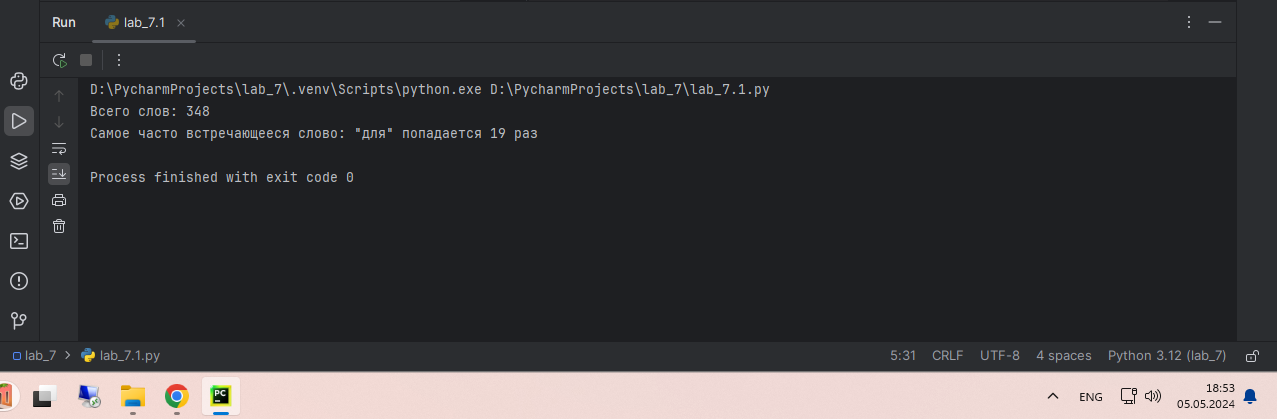 Run lab_7.1
D:\PycharmProjects\lab_7\.venv\Scripts\python.exe D:\PycharmProjects\lab_7\lab_7.1.py
Всего слов: 348
Самое часто встречающееся слово: "для" попадается 19 раз
Process finished with exit code 0
lab_7 > lab_7.1.py 5:31 CRLF UTF-8 4 spaces Python 3.12 (lab_7)
PC ENG 18:53
05.05.2024